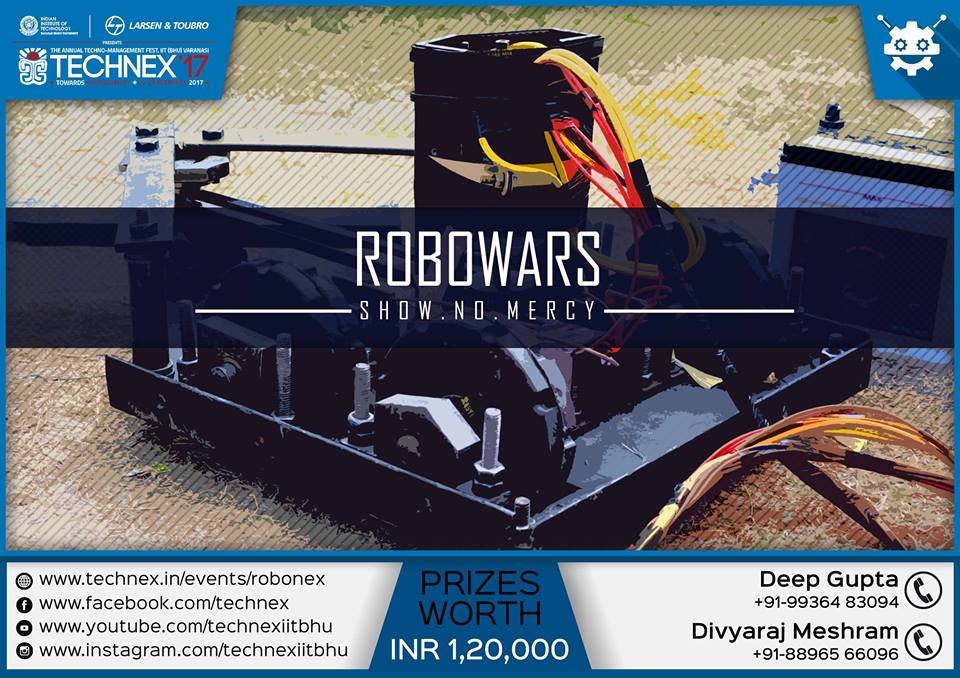 INDIAN
INSTITUTE OF
TECHNOLOGY
LARSEN & TOUBRO
PRESENTS
THE ANNUAL TECHNO-MANAGEMENT FEST, IIT (BHU) VARANASI
TECHNEX'17
TOWARDS
2017
MAX
ROBOWARS
SHOW.NO.MERCY
www.technex.in/events/robonex
www.facebook.com/technex
www.youtube.com/technexiitbhu
www.instagram.com/technexiitbhu
PRIZES
WORTH
INR 1,20,000
Deep Gupta
+91-99364 83094
Divyaraj Meshram
+91-88965 66096